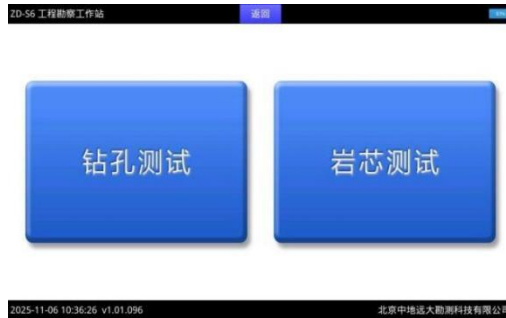 ZD-S6 工程勘察工作站
返回
EN
钻孔测试
岩芯测试
2025-11-06 10:36:26 v1.01.096
北京中地远大勘测科技有限公司